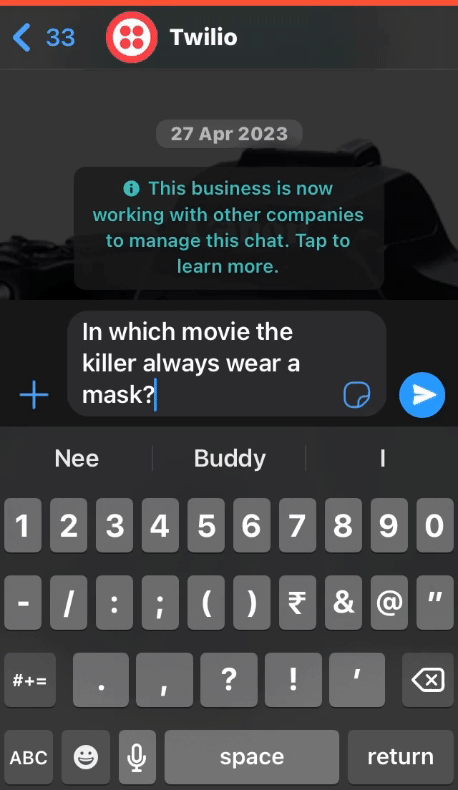 33
Twilio
27 Apr 2023
This business is now
working with other companies
to manage this chat. Tap to
learn more.
In which movie the
killer always wear a
mask?
Nee Buddy I
1 2 3 4 5 6 7 8 9 0
- / : ; ( ) ₹ & @ "
#+= . , ? ! '
ABC space return